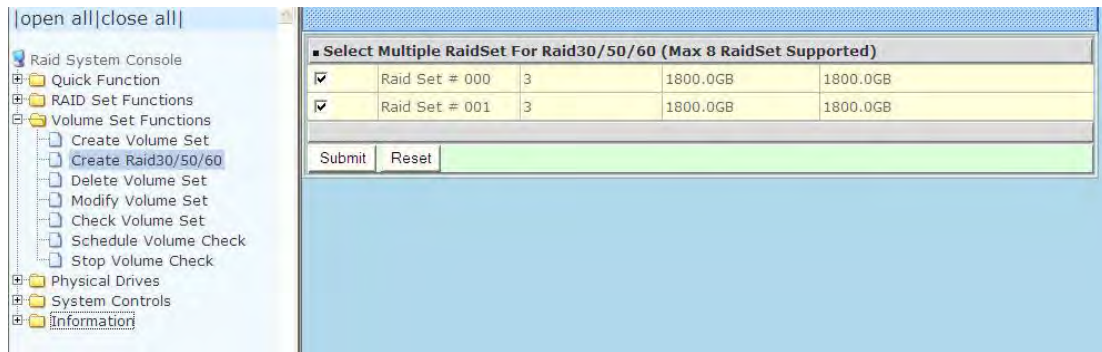 |open all|close all|
Raid System Console
Quick Function
RAID Set Functions
Volume Set Functions
Create Volume Set
Create Raid30/50/60
Delete Volume Set
Modify Volume Set
Check Volume Set
Schedule Volume Check
Stop Volume Check
Physical Drives
System Controls
Information
Select Multiple RaidSet For Raid30/50/60 (Max 8 RaidSet Supported)
Raid Set # 000 3 1800.0GB 1800.0GB
Raid Set # 001 3 1800.0GB 1800.0GB
Submit Reset